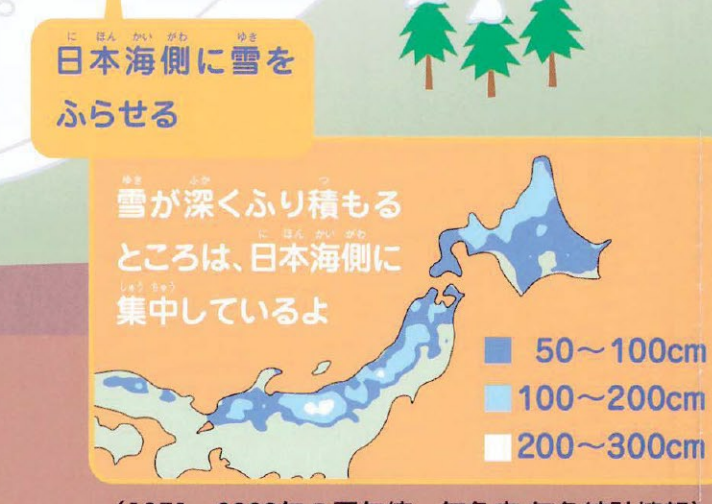 日本海側に雪を
ふらせる
雪が深くふり積もる
ところは、日本海側に
集中しているよ
50〜100cm
100〜200cm
200〜300cm